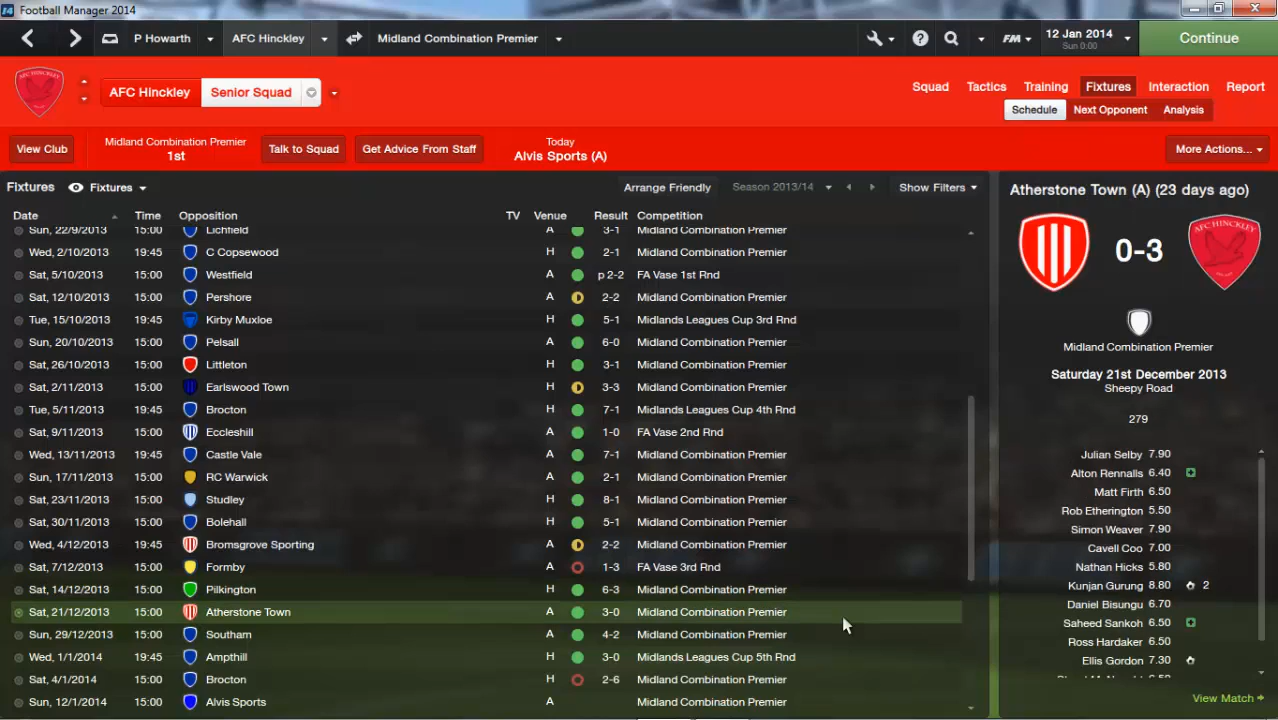 Football Manager 2014
P Howarth AFC Hinckley Midland Combination Premier FM 12 Jan 2014 Sun 0:00 Continue
AFC HINCKLEY
AFC Hinckley Senior Squad
Squad Tactics Training Fixtures Interaction Report
Schedule Next Opponent Analysis
View Club Midland Combination Premier 1st Talk to Squad Get Advice From Staff Today Alvis Sports (A) More Actions...
Fixtures Fixtures Arrange Friendly Season 2013/14 Show Filters
Date Time Opposition TV Venue Result Competition
Sun, 22/9/2013 15:00 Lichfield A 3-1 Midland Combination Premier
Wed, 2/10/2013 19:45 C Copsewood H 2-1 Midland Combination Premier
Sat, 5/10/2013 15:00 Westfield A p 2-2 FA Vase 1st Rnd
Sat, 12/10/2013 15:00 Pershore A 2-2 Midland Combination Premier
Tue, 15/10/2013 19:45 Kirby Muxloe H 5-1 Midlands Leagues Cup 3rd Rnd
Sun, 20/10/2013 15:00 Pelsall A 6-0 Midland Combination Premier
Sat, 26/10/2013 15:00 Littleton H 3-1 Midland Combination Premier
Sat, 2/11/2013 15:00 Earlswood Town H 3-3 Midland Combination Premier
Tue, 5/11/2013 19:45 Brocton H 7-1 Midlands Leagues Cup 4th Rnd
Sat, 9/11/2013 15:00 Eccleshill A 1-0 FA Vase 2nd Rnd
Wed, 13/11/2013 19:45 Castle Vale A 7-1 Midland Combination Premier
Sun, 17/11/2013 15:00 RC Warwick A 2-1 Midland Combination Premier
Sat, 23/11/2013 15:00 Studley H 8-1 Midland Combination Premier
Sat, 30/11/2013 15:00 Bolehall H 5-1 Midland Combination Premier
Wed, 4/12/2013 19:45 Bromsgrove Sporting A 2-2 Midland Combination Premier
Sat, 7/12/2013 15:00 Formby A 1-3 FA Vase 3rd Rnd
Sat, 14/12/2013 15:00 Pilkington H 6-3 Midland Combination Premier
Sat, 21/12/2013 15:00 Atherstone Town A 3-0 Midland Combination Premier
Sun, 29/12/2013 15:00 Southam A 4-2 Midland Combination Premier
Wed, 1/1/2014 19:45 Ampthill H 3-0 Midlands Leagues Cup 5th Rnd
Sat, 4/1/2014 15:00 Brocton H 2-6 Midland Combination Premier
Sun, 12/1/2014 15:00 Alvis Sports A Midland Combination Premier
Atherstone Town (A) (23 days ago)
0-3
AFC HINCKLEY
Midland Combination Premier
Saturday 21st December 2013
Sheepy Road
279
Julian Selby 7.90
Alton Rennalls 6.40
Matt Firth 6.50
Rob Etherington 5.50
Simon Weaver 7.90
Cavell Coo 7.00
Nathan Hicks 5.80
Kunjan Gurung 8.80 2
Daniel Bisungu 6.70
Saheed Sankoh 6.50
Ross Hardaker 6.50
Ellis Gordon 7.30
View Match